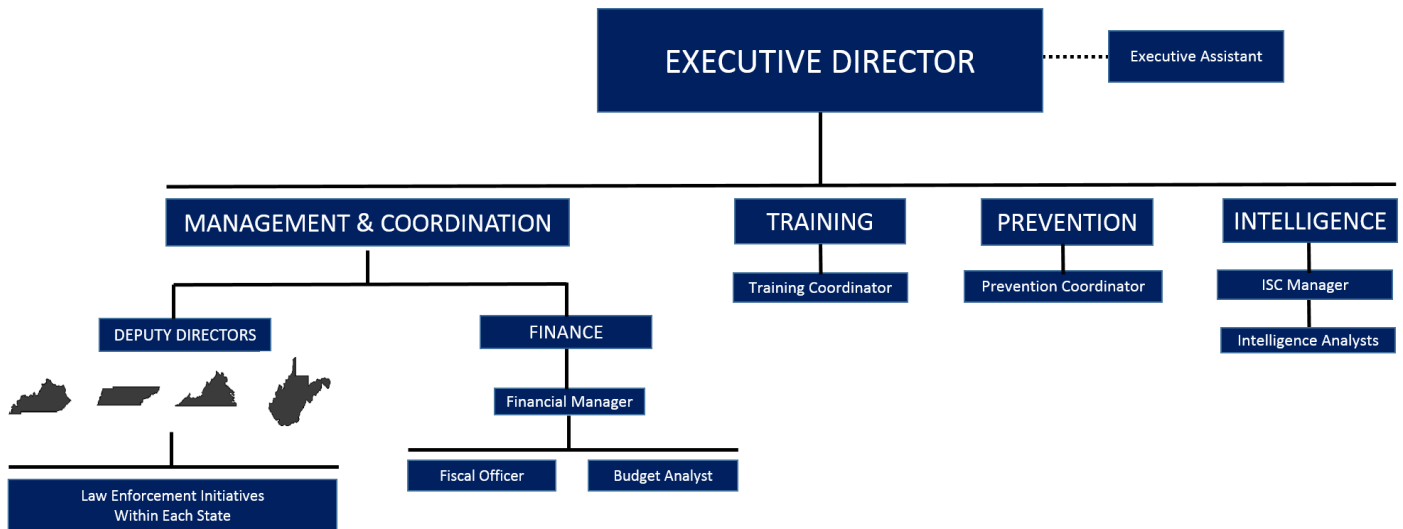 EXECUTIVE DIRECTOR
Executive Assistant
MANAGEMENT & COORDINATION
TRAINING
PREVENTION
INTELLIGENCE
Training Coordinator
Prevention Coordinator
ISC Manager
DEPUTY DIRECTORS
FINANCE
Intelligence Analysts
Financial Manager
Fiscal Officer
Budget Analyst
Law Enforcement Initiatives
Within Each State